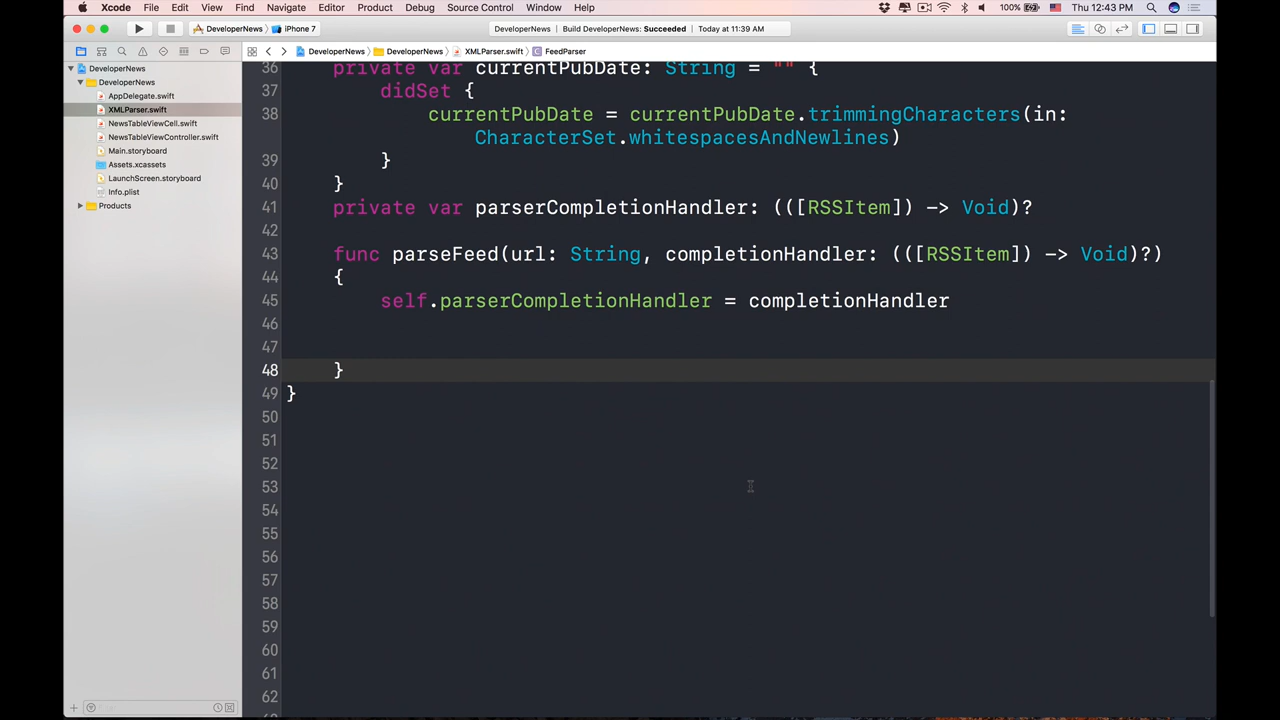 Xcode File Edit View Find Navigate Editor Product Debug Source Control Window Help 100% Thu 12:43 PM
DeveloperNews iPhone 7 DeveloperNews Build DeveloperNews: Succeeded Today at 11:39 AM
DeveloperNews DeveloperNews XMLParser.swift C FeedParser
DeveloperNews
DeveloperNews
AppDelegate.swift
XMLParser.swift
NewsTableViewCell.swift
NewsTableViewController.swift
Main.storyboard
Assets.xcassets
LaunchScreen.storyboard
Info.plist
Products
36 private var currentPubDate: String = "" {
37 didSet {
38 currentPubDate = currentPubDate.trimmingCharacters(in:
CharacterSet.whitespacesAndNewlines)
39 }
40 }
41 private var parserCompletionHandler: (([RSSItem]) -> Void)?
42
43 func parseFeed(url: String, completionHandler: (([RSSItem]) -> Void)?)
44 {
45 self.parserCompletionHandler = completionHandler
46
47
48 }
49 }
50
51
52
53
54
55
56
57
58
59
60
61
62